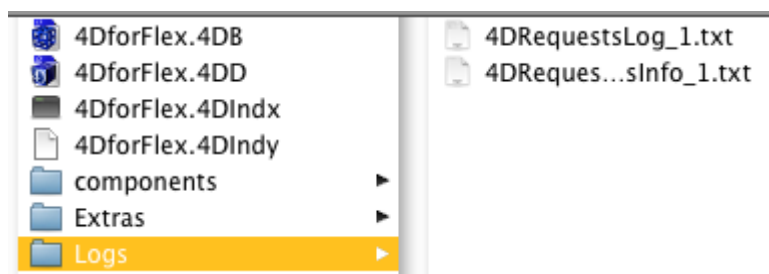 4DforFlex.4DB
4DforFlex.4DD
4DforFlex.4DIndx
4DforFlex.4DIndy
components
Extras
Logs
4DRequestsLog_1.txt
4DReques...sInfo_1.txt